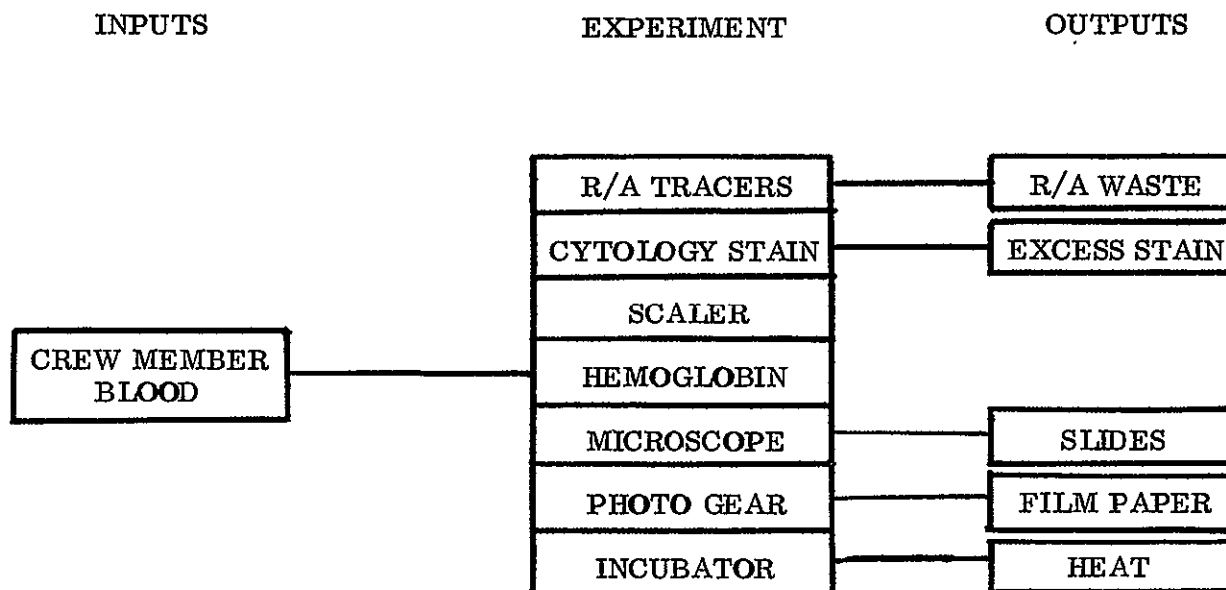 INPUTS EXPERIMENT OUTPUTS
R/A TRACERS R/A WASTE
CYTOLOGY STAIN EXCESS STAIN
SCALER
CREW MEMBER
BLOOD
HEMOGLOBIN
MICROSCOPE SLIDES
PHOTO GEAR FILM PAPER
INCUBATOR HEAT